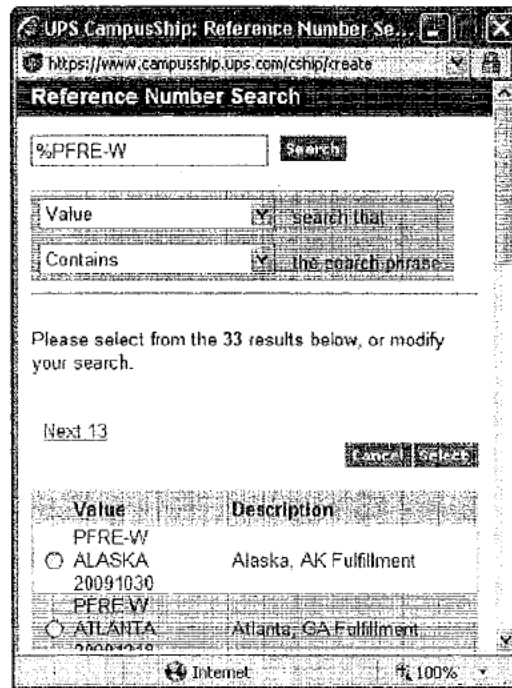 UPS CampusShip: Reference Number Se...
https://www.campusship.ups.com/cship/create
Reference Number Search
%PFRE-W Search
Value search that
Contains the search phrase
Please select from the 33 results below, or modify
your search.
Next 13
Cancel Select
Value Description
PFRE-W
ALASKA Alaska, AK Fulfillment
20091030
PFRE-W
ATLANTA Atlanta, GA Fulfillment
Internet 100%